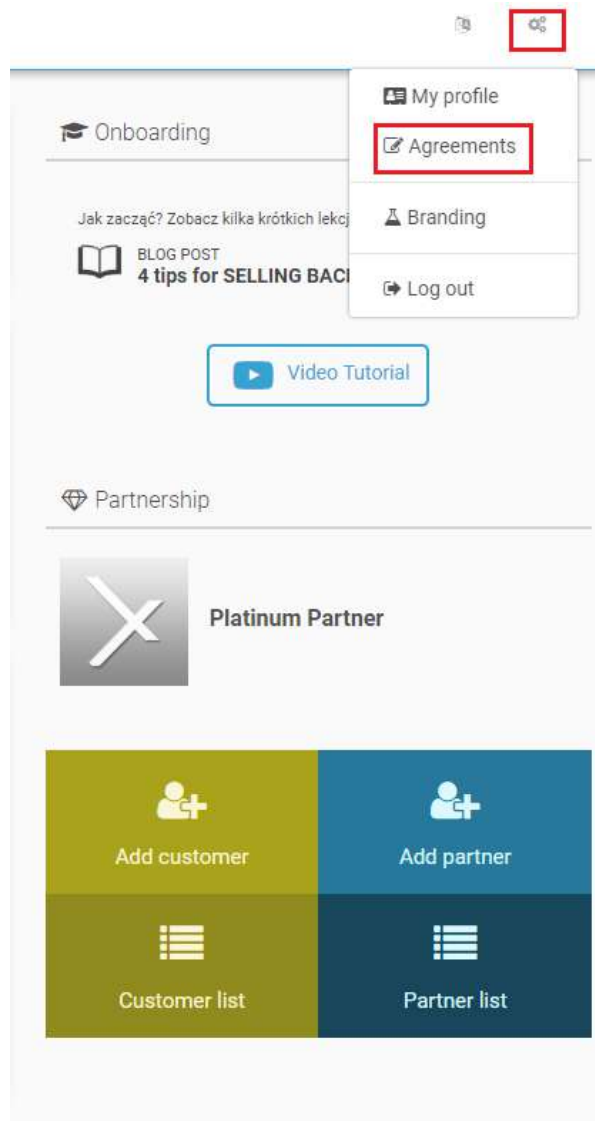 My profile
Agreements
Branding
Log out
Onboarding
Jak zacząć? Zobacz kilka krótkich lekcj
BLOG POST
4 tips for SELLING BAC
Video Tutorial
Partnership
Platinum Partner
Add customer
Add partner
Customer list
Partner list